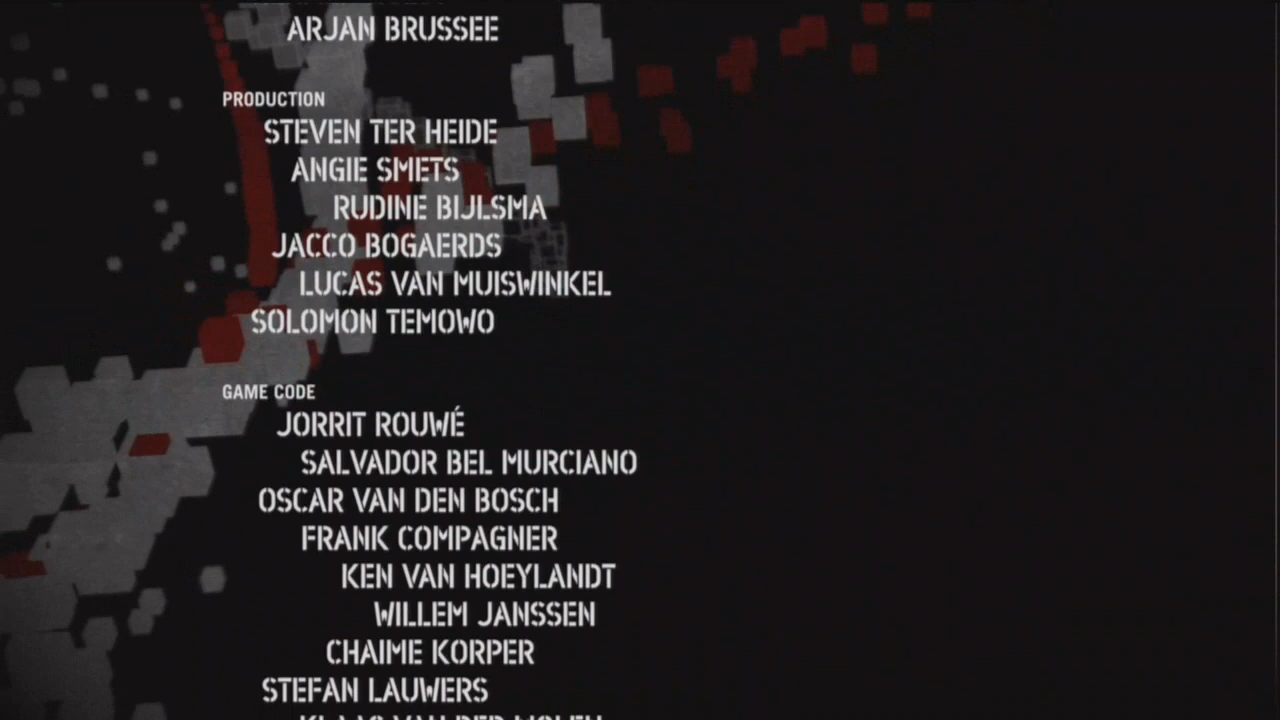 ARJAN BRUSSEE
PRODUCTION
STEVEN TER HEIDE
ANGIE SMETS
RUDINE BIJLSMA
JACCO BOGAERDS
LUCAS VAN MUISWINKEL
SOLOMON TEMOWO
GAME CODE
JORRIT ROUWÉ
SALVADOR BEL MURCIANO
OSCAR VAN DEN BOSCH
FRANK COMPAGNER
KEN VAN HOEYLANDT
WILLEM JANSSEN
CHAIME KORPER
STEFAN LAUWERS